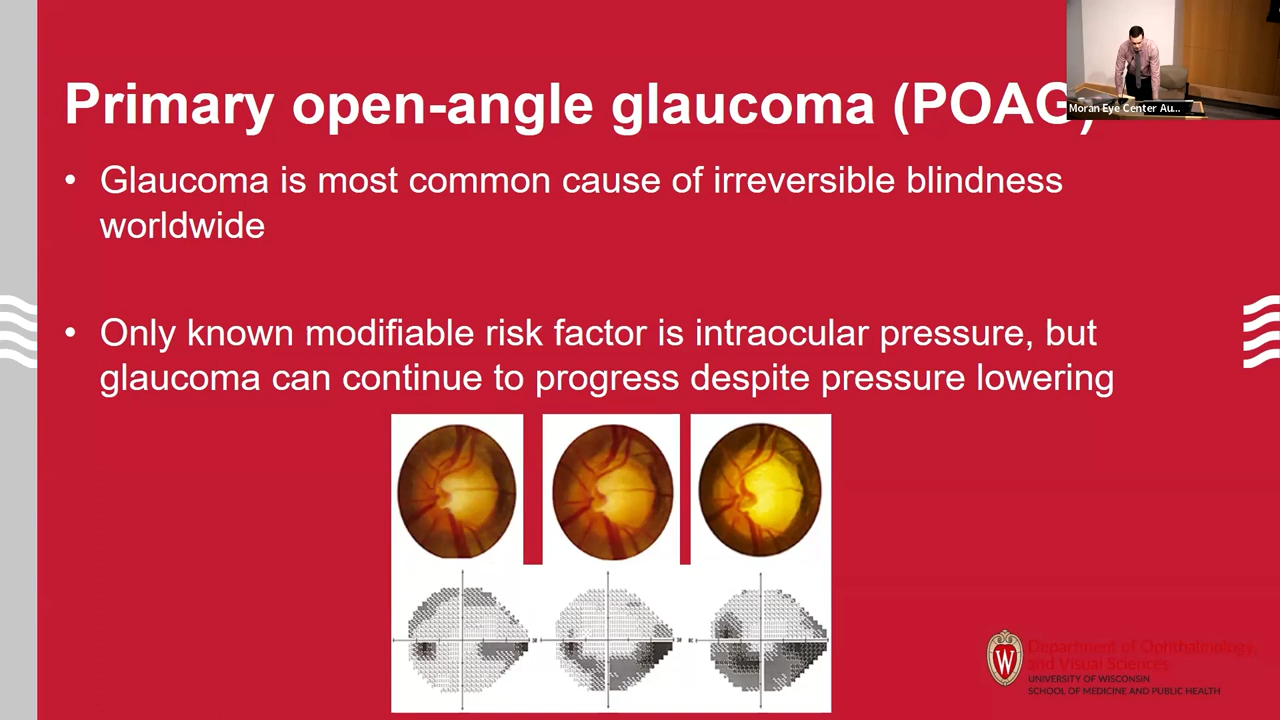 Primary open-angle glaucoma (POAG)
Moran Eye Center Au...
• Glaucoma is most common cause of irreversible blindness
worldwide
• Only known modifiable risk factor is intraocular pressure, but
glaucoma can continue to progress despite pressure lowering
30
30
W
Department of Ophthalmology,
and Visual Sciences
UNIVERSITY OF WISCONSIN
SCHOOL OF MEDICINE AND PUBLIC HEALTH